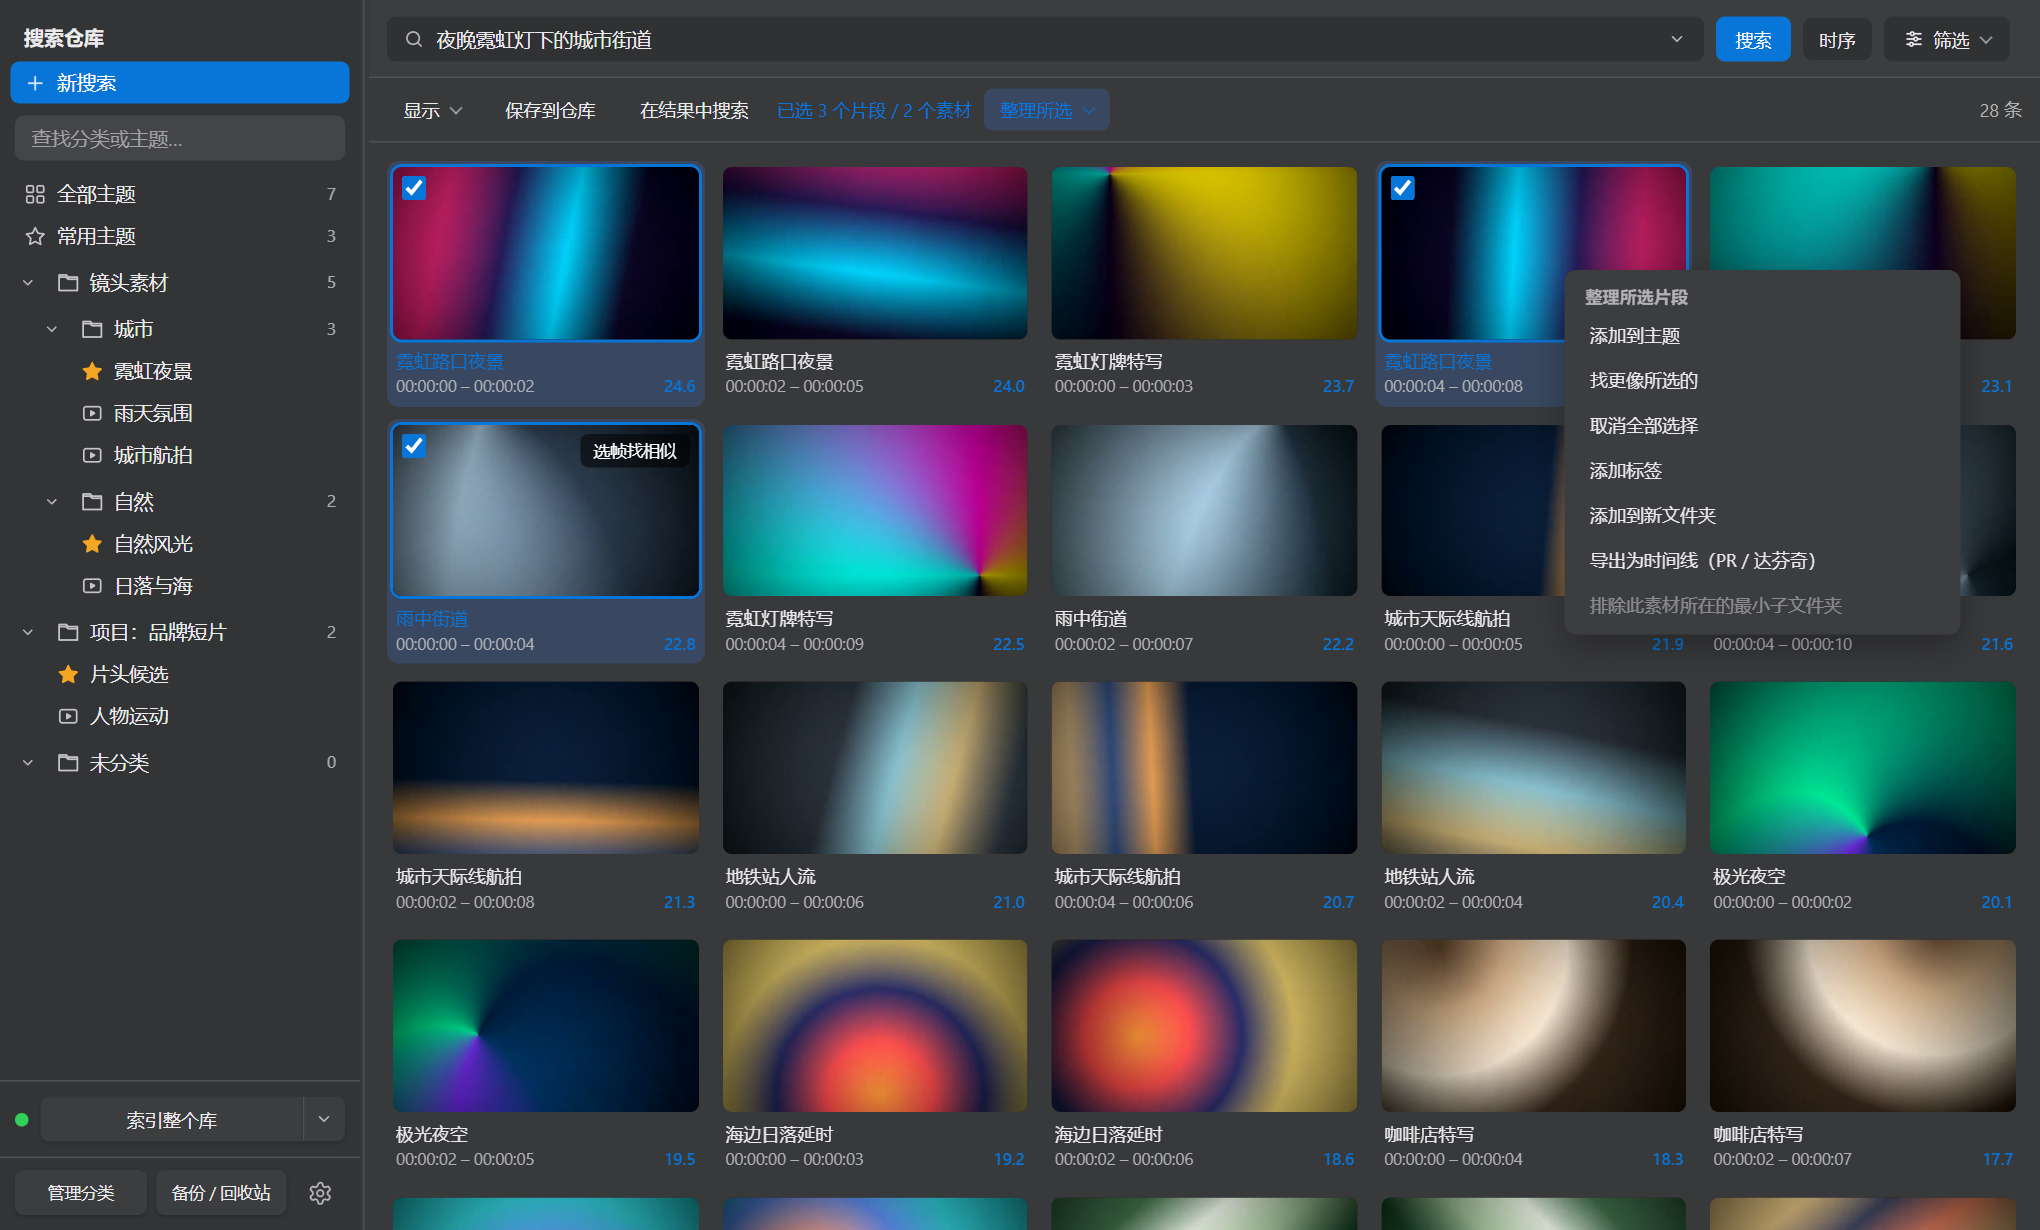 搜索仓库
新搜索
查找分类或主题...
全部主题 7
常用主题 3
镜头素材 5
城市 3
霓虹夜景
雨天氛围
城市航拍
自然 2
自然风光
日落与海
项目：品牌短片 2
片头候选
人物运动
未分类 0
索引整个库
管理分类 备份 / 回收站
夜晚霓虹灯下的城市街道 搜索 时序 筛选
显示 保存到仓库 在结果中搜索 已选 3 个片段 / 2 个素材 整理所选 28 条
霓虹路口夜景
00:00:00 – 00:00:02 24.6
霓虹路口夜景
00:00:02 – 00:00:05 24.0
霓虹灯牌特写
00:00:00 – 00:00:03 23.7
霓虹路口夜景
00:00:04 – 00:00:08
23.1
整理所选片段
添加到主题
找更像所选的
取消全部选择
添加标签
添加到新文件夹
导出为时间线（PR / 达芬奇）
排除此素材所在的最小子文件夹
选帧找相似
雨中街道
00:00:00 – 00:00:04 22.8
霓虹灯牌特写
00:00:04 – 00:00:09 22.5
雨中街道
00:00:02 – 00:00:07 22.2
城市天际线航拍
00:00:00 – 00:00:05 21.9
00:00:04 – 00:00:10 21.6
城市天际线航拍
00:00:02 – 00:00:08 21.3
地铁站人流
00:00:00 – 00:00:06 21.0
城市天际线航拍
00:00:04 – 00:00:06 20.7
地铁站人流
00:00:02 – 00:00:04 20.4
极光夜空
00:00:00 – 00:00:02 20.1
极光夜空
00:00:02 – 00:00:05 19.5
海边日落延时
00:00:00 – 00:00:03 19.2
海边日落延时
00:00:02 – 00:00:06 18.6
咖啡店特写
00:00:00 – 00:00:04 18.3
咖啡店特写
00:00:02 – 00:00:07 17.7